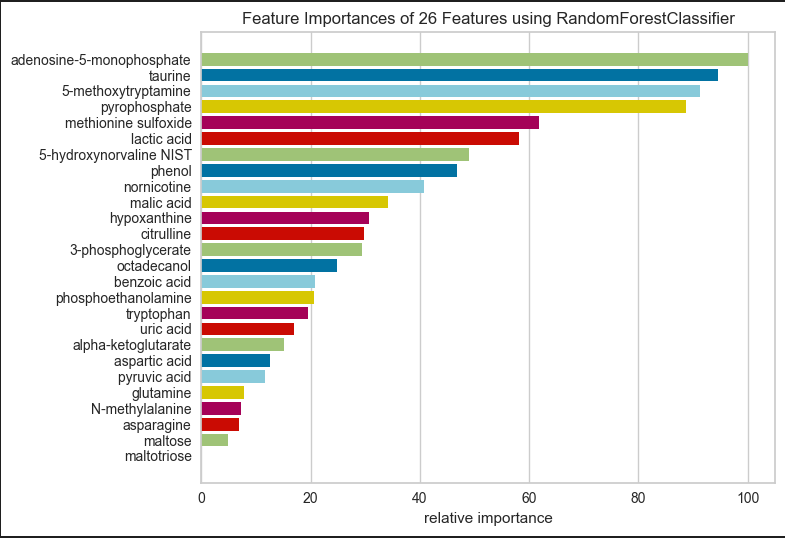 Feature Importances of 26 Features using RandomForestClassifier
adenosine-5-monophosphate
taurine
5-methoxytryptamine
pyrophosphate
methionine sulfoxide
lactic acid
5-hydroxynorvaline NIST
phenol
nornicotine
malic acid
hypoxanthine
citrulline
3-phosphoglycerate
octadecanol
benzoic acid
phosphoethanolamine
tryptophan
uric acid
alpha-ketoglutarate
aspartic acid
pyruvic acid
glutamine
N-methylalanine
asparagine
maltose
maltotriose
0 20 40 60 80 100
relative importance